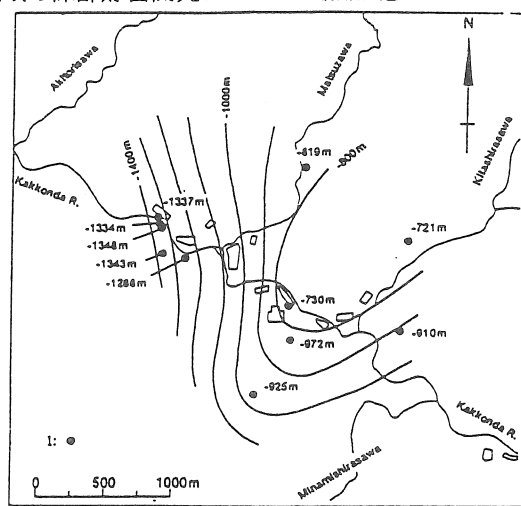 N
Akitorisawa
Matsuzawa
Kitashirasawa
-1000m
-1400m
-800m
-619m
Kakkonda R.
-1337m
-1334m
-1348m
-1343m
-1288m
-721m
-730m
-972m
-910m
-925m
Kakkonda R.
Minamishirasawa
1:
0 500 1000m